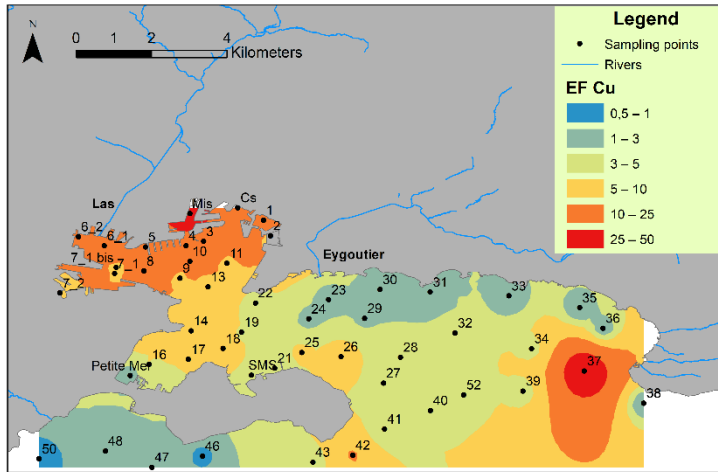 N
0 2 4
Kilometers
Legend
Sampling points
Rivers
EF Cu
0,5 – 1
1 – 3
3 – 5
5 – 10
10 – 25
25 – 50
Las
Mis
Cs
1
2
6_2
6_1
5
4
3
10
11
7_1 bis
7_1
8
9
13
7_2
Eygoutier
22
23
24
30
29
31
33
35
36
14
19
18
17
16
Petite Mer
SMS
21
25
26
28
32
34
37
27
39
38
52
40
41
50
48
47
46
43
42